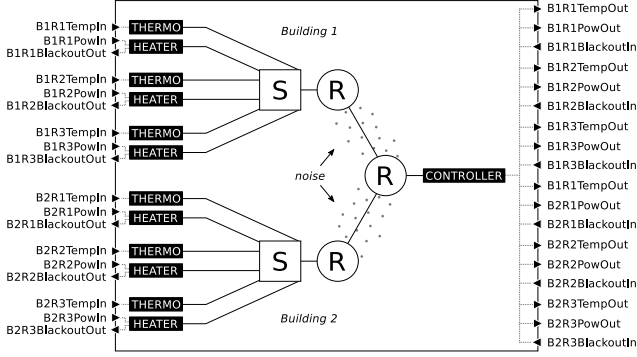 B1R1TempIn
B1R1PowIn
B1R1BlackoutOut
B1R2TempIn
B1R2PowIn
B1R2BlackoutOut
B1R3TempIn
B1R3PowIn
B1R3BlackoutOut
B2R1TempIn
B2R1PowIn
B2R1BlackoutOut
B2R2TempIn
B2R2PowIn
B2R2BlackoutOut
B2R3TempIn
B2R3PowIn
B2R3BlackoutOut
THERMO
HEATER
THERMO
HEATER
THERMO
HEATER
THERMO
HEATER
THERMO
HEATER
THERMO
HEATER
Building 1
S
R
noise
R
CONTROLLER
S
R
Building 2
B1R1TempOut
B1R1PowOut
B1R1BlackoutIn
B1R2TempOut
B1R2PowOut
B1R2BlackoutIn
B1R3TempOut
B1R3PowOut
B1R3BlackoutIn
B1R1TempOut
B2R1PowOut
B2R1BlackoutIn
B2R2TempOut
B2R2PowOut
B2R2BlackoutIn
B2R3TempOut
B2R3PowOut
B2R3BlackoutIn